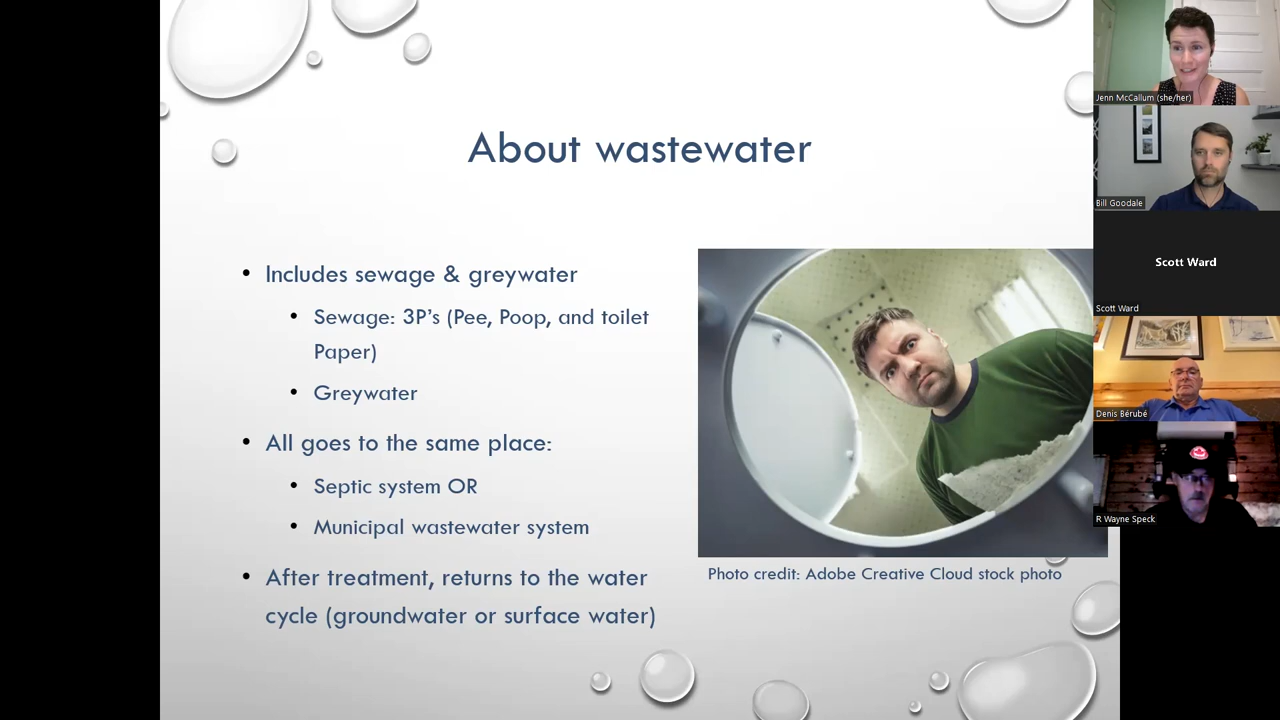 About wastewater
• Includes sewage & greywater
• Sewage: 3P’s (Pee, Poop, and toilet
Paper)
• Greywater
• All goes to the same place:
• Septic system OR
• Municipal wastewater system
• After treatment, returns to the water
cycle (groundwater or surface water)
Photo credit: Adobe Creative Cloud stock photo
Jenn McCallum (she/her)
Bill Goodale
Scott Ward
Scott Ward
Denis Bérubé
R Wayne Speck